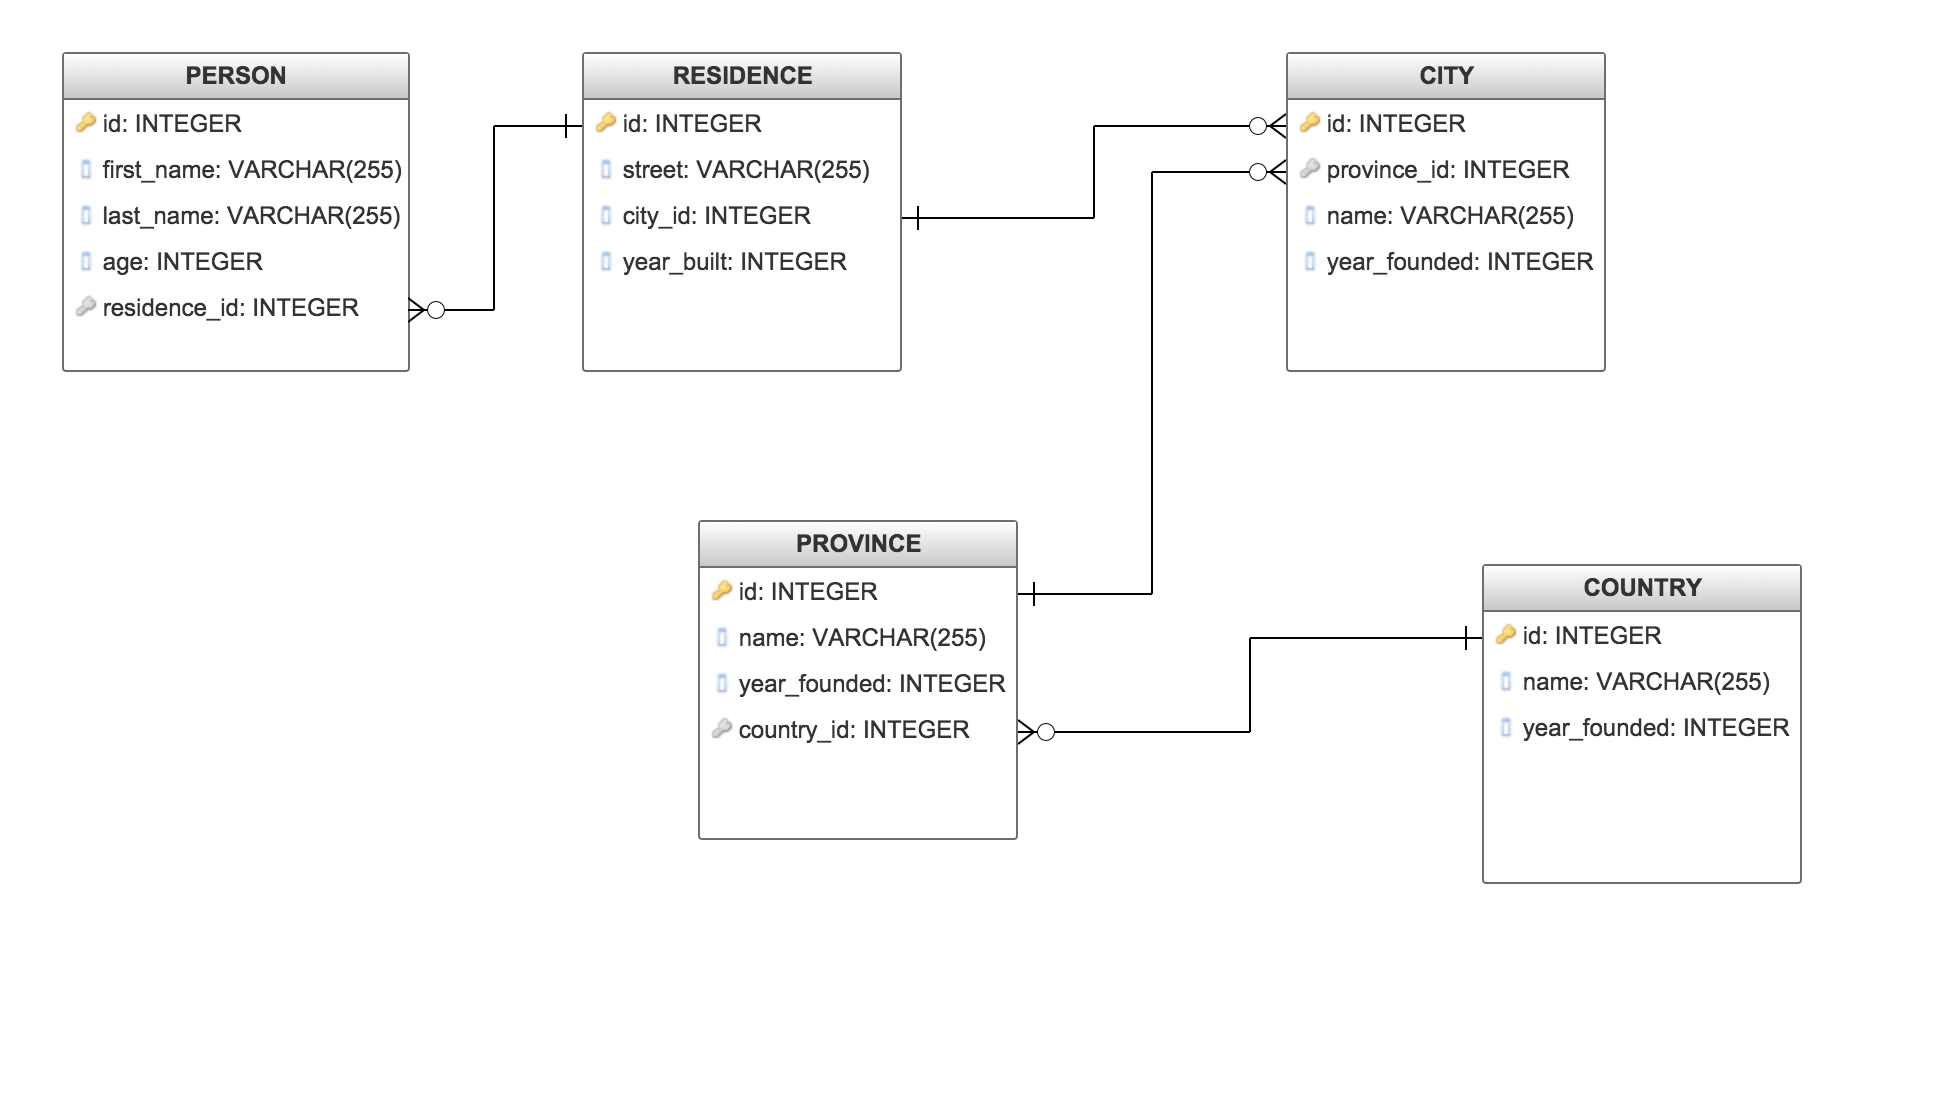 PERSON
id: INTEGER
first_name: VARCHAR(255)
last_name: VARCHAR(255)
age: INTEGER
residence_id: INTEGER
RESIDENCE
id: INTEGER
street: VARCHAR(255)
city_id: INTEGER
year_built: INTEGER
CITY
id: INTEGER
province_id: INTEGER
name: VARCHAR(255)
year_founded: INTEGER
PROVINCE
id: INTEGER
name: VARCHAR(255)
year_founded: INTEGER
country_id: INTEGER
COUNTRY
id: INTEGER
name: VARCHAR(255)
year_founded: INTEGER